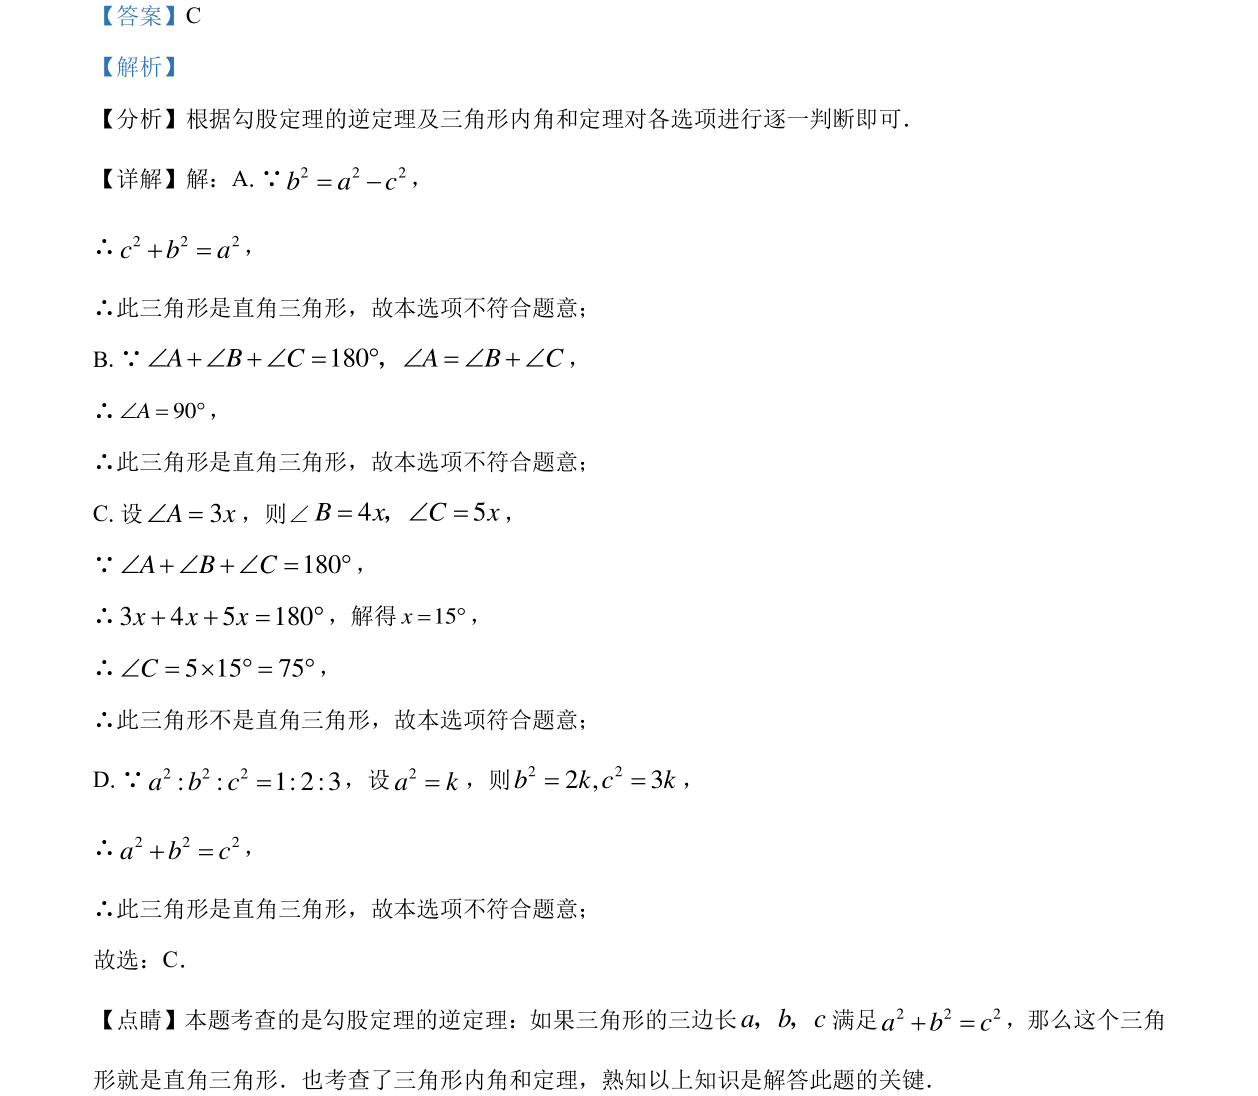 【答案】C
【解析】
【分析】根据勾股定理的逆定理及三角形内角和定理对各选项进行逐一判断即可．
【详解】解：A. ∵b²=a²−c²，
∴c²+b²=a²，
∴此三角形是直角三角形，故本选项不符合题意；
B. ∵∠A+∠B+∠C=180°，∠A=∠B+∠C，
∴∠A=90°，
∴此三角形是直角三角形，故本选项不符合题意；
C. 设∠A=3x，则∠B=4x，∠C=5x，
∵∠A+∠B+∠C=180°，
∴3x+4x+5x=180°，解得x=15°，
∴∠C=5×15°=75°，
∴此三角形不是直角三角形，故本选项符合题意；
D. ∵a²:b²:c²=1:2:3，设a²=k，则b²=2k,c²=3k，
∴a²+b²=c²，
∴此三角形是直角三角形，故本选项不符合题意；
故选：C．
【点睛】本题考查的是勾股定理的逆定理：如果三角形的三边长a，b，c满足a²+b²=c²，那么这个三角
形就是直角三角形．也考查了三角形内角和定理，熟知以上知识是解答此题的关键．